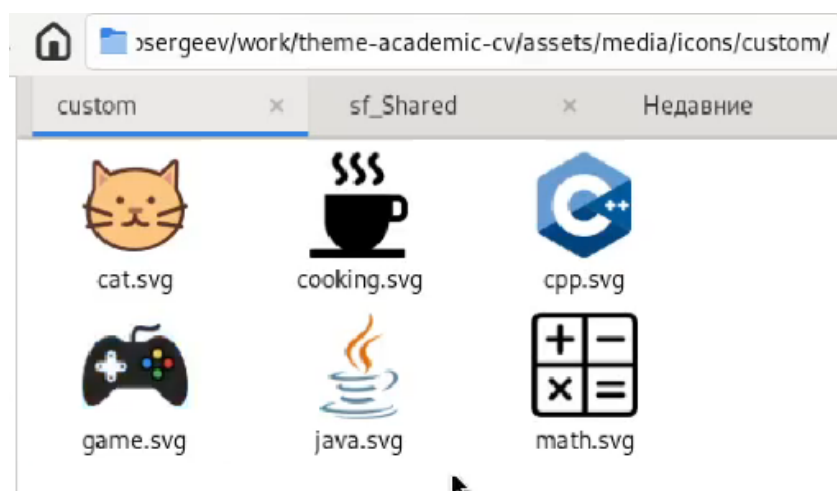 osergeev/work/theme-academic-cv/assets/media/icons/custom/
custom × sf_Shared × Недавние
C++
cat.svg cooking.svg cpp.svg
game.svg java.svg math.svg